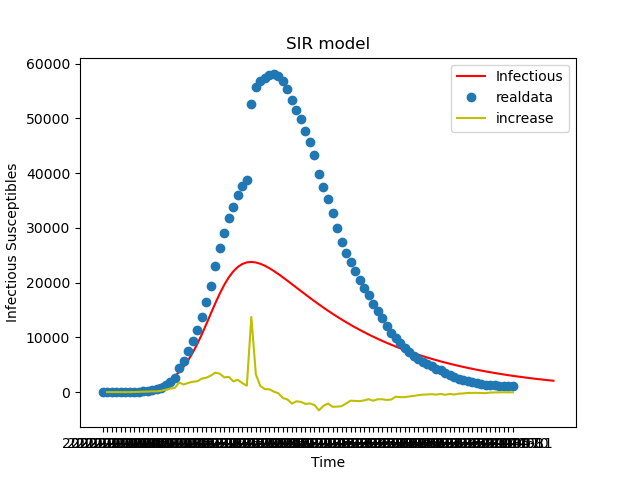 SIR model
Infectious
realdata
increase
60000
50000
40000
30000
20000
10000
0
Infectious Susceptibles
Time